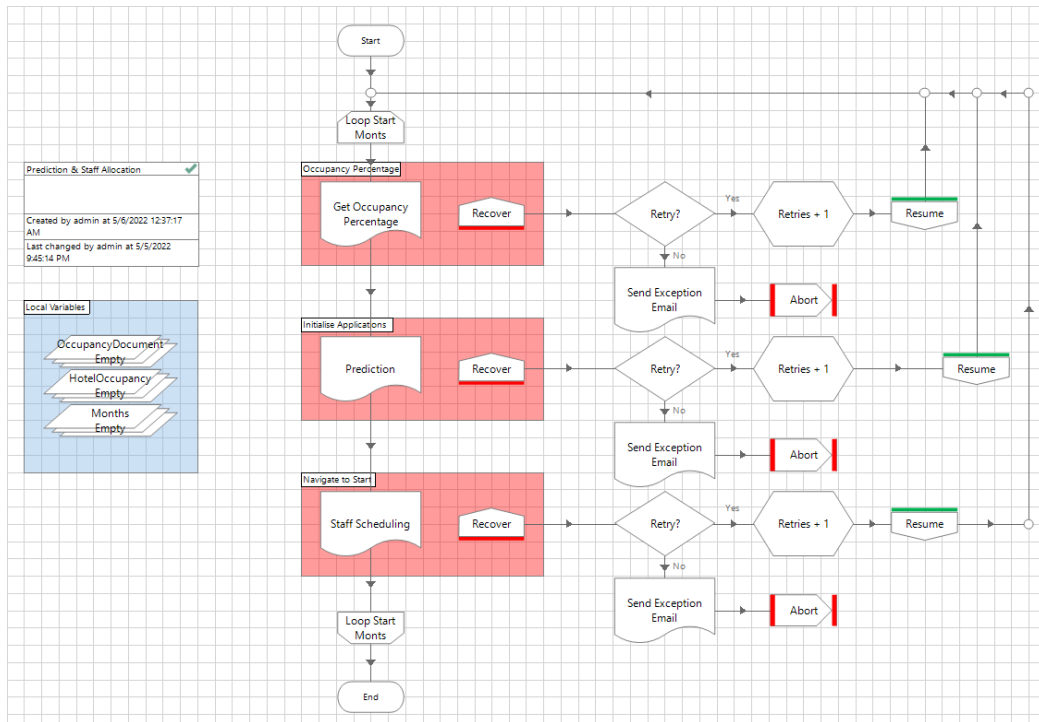 Start
Loop Start
Monts
Prediction & Staff Allocation
Created by admin at 5/6/2022 12:37:17
AM
Last changed by admin at 5/5/2022
9:45:14 PM
Local Variables
OccupancyDocument
Empty
HotelOccupancy
Empty
Months
Empty
Occupancy Percentage
Get Occupancy
Percentage
Recover
Retry?
Yes
Retries + 1
Resume
No
Send Exception
Email
Abort
Initialise Applications
Prediction
Recover
Retry?
Yes
Retries + 1
Resume
No
Send Exception
Email
Abort
Navigate to Start
Staff Scheduling
Recover
Retry?
Yes
Retries + 1
Resume
No
Send Exception
Email
Abort
Loop Start
Monts
End